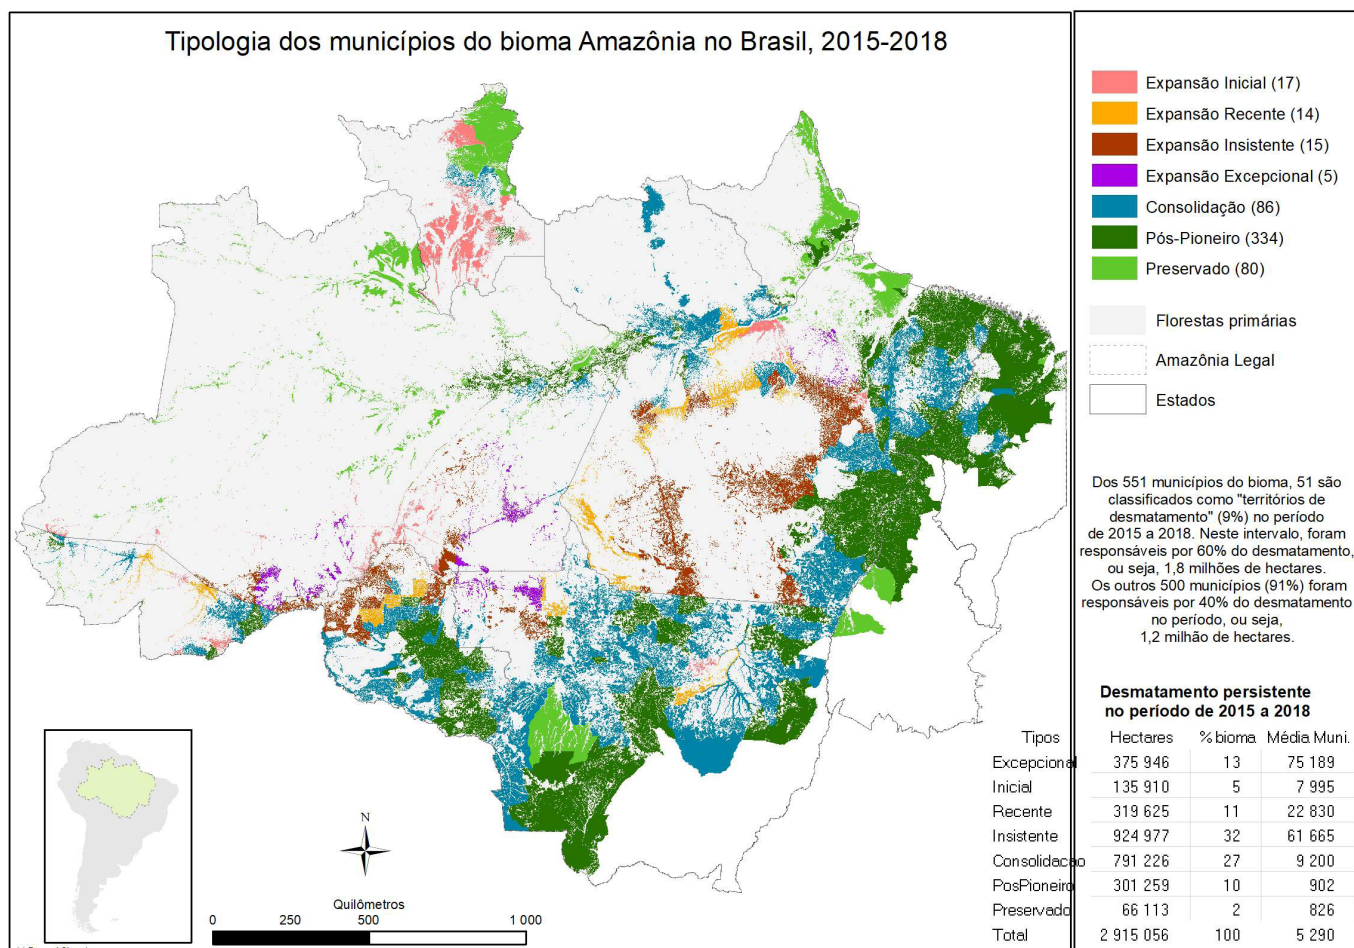 Tipologia dos municípios do bioma Amazônia no Brasil, 2015-2018
Expansão Inicial (17)
Expansão Recente (14)
Expansão Insistente (15)
Expansão Excepcional (5)
Consolidação (86)
Pós-Pioneiro (334)
Preservado (80)
Florestas primárias
Amazônia Legal
Estados
Dos 551 municípios do bioma, 51 são
classificados como "territórios de
desmatamento" (9%) no período
de 2015 a 2018. Neste intervalo, foram
responsáveis por 60% do desmatamento,
ou seja, 1,8 milhões de hectares.
Os outros 500 municípios (91%) foram
responsáveis por 40% do desmatamento
no período, ou seja,
1,2 milhão de hectares.
Desmatamento persistente
no período de 2015 a 2018
Tipos Hectares % bioma Média Muni.
Excepcional 375 946 13 75 189
Inicial 135 910 5 7 995
Recente 319 625 11 22 830
Insistente 924 977 32 61 665
Consolidacao 791 226 27 9 200
PosPioneiro 301 259 10 902
Preservado 66 113 2 826
Total 2 915 056 100 5 290
N
Quilômetros
0 250 500 1 000